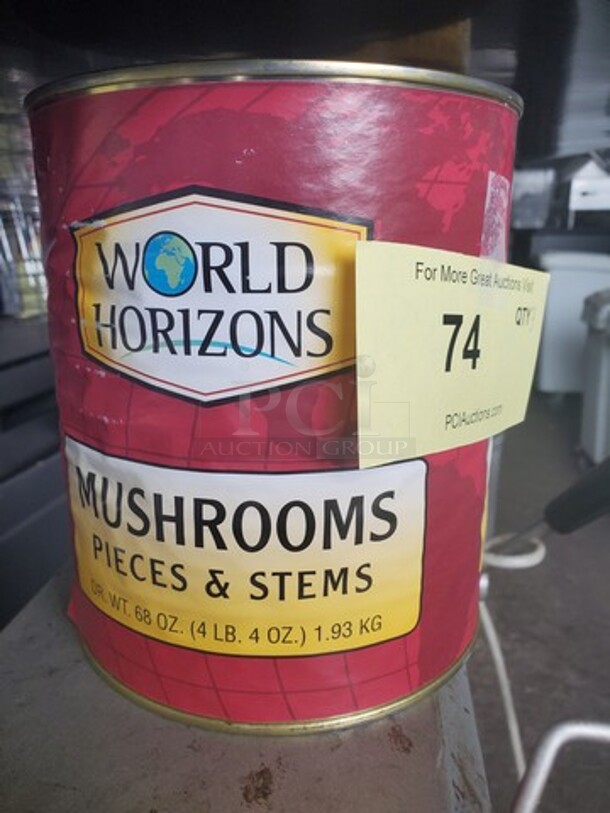 WORLD
HORIZONS
For More Great Auctions Visit
QTY:
74
PCIAuctions.com
PCI
AUCTION GROUP
MUSHROOMS
PIECES & STEMS
DR. WT. 68 OZ. (4 LB. 4 OZ.) 1.93 KG